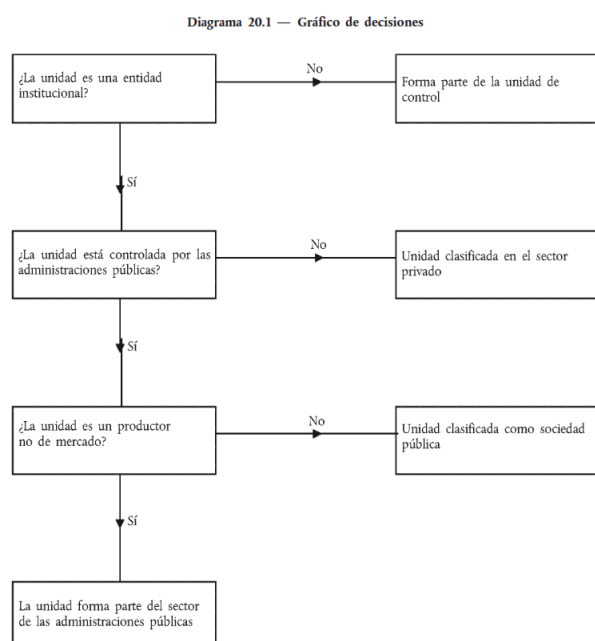 Diagrama 20.1 — Gráfico de decisiones
¿La unidad es una entidad
institucional?
No
Forma parte de la unidad de
control
Sí
¿La unidad está controlada por las
administraciones públicas?
No
Unidad clasificada en el sector
privado
Sí
¿La unidad es un productor
no de mercado?
No
Unidad clasificada como sociedad
pública
Sí
La unidad forma parte del sector
de las administraciones públicas